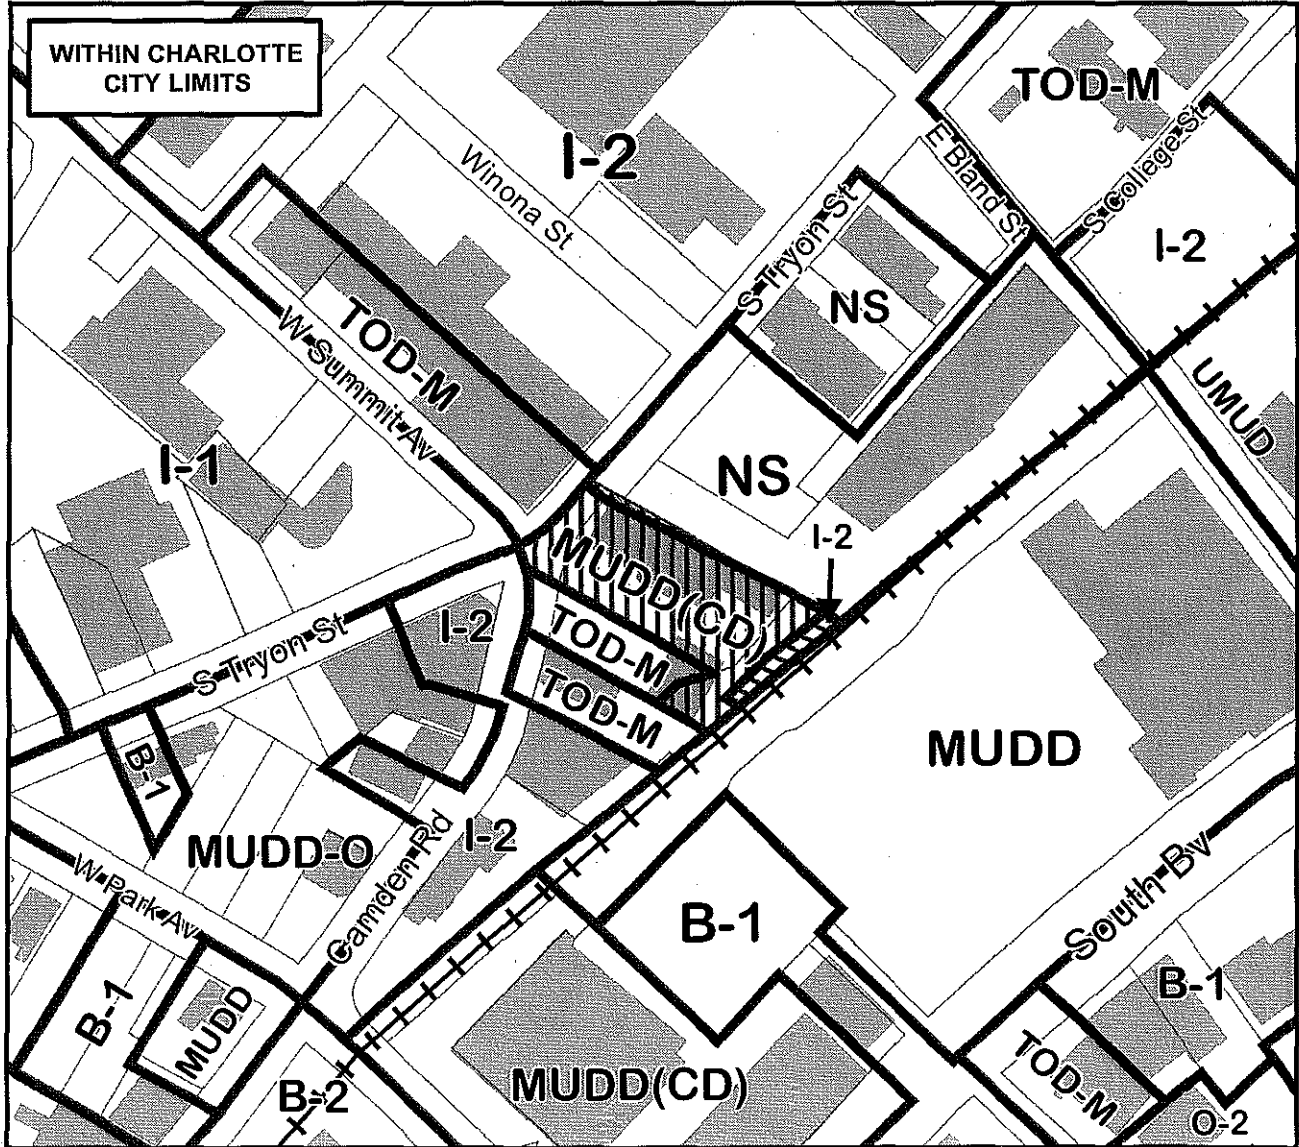 WITHIN CHARLOTTE
CITY LIMITS
TOD-M
I-2
E Bland St
S College St
Winona St
S Tryon St
I-2
NS
TOD-M
W Summit Av
UMUD
I-1
NS
I-2
MUDD(CD)
I-2
TOD-M
S Tryon St
TOD-M
MUDD
B-1
MUDD-O
I-2
Camden Rd
W Park Av
South Bv
B-1
B-1
B-1
MUDD
TOD-M
MUDD(CD)
B-2
O-2